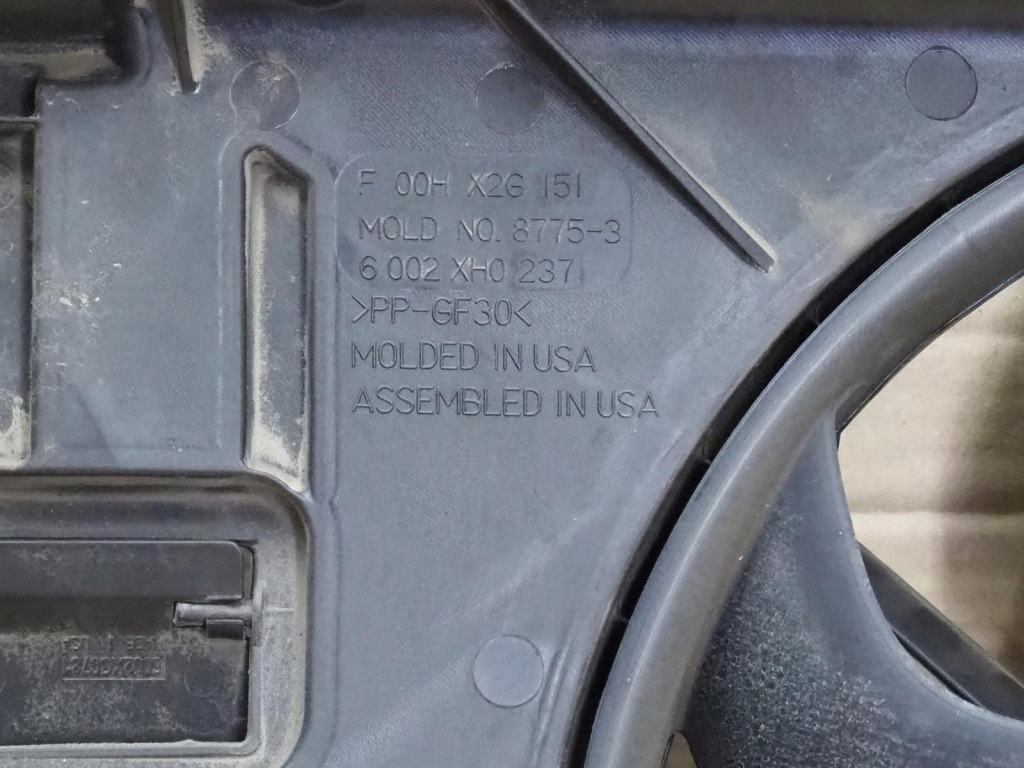 F 00H X2G 151
MOLD NO. 8775-3
6 002 XH0 237
>PP-GF30<
MOLDED IN USA
ASSEMBLED IN USA